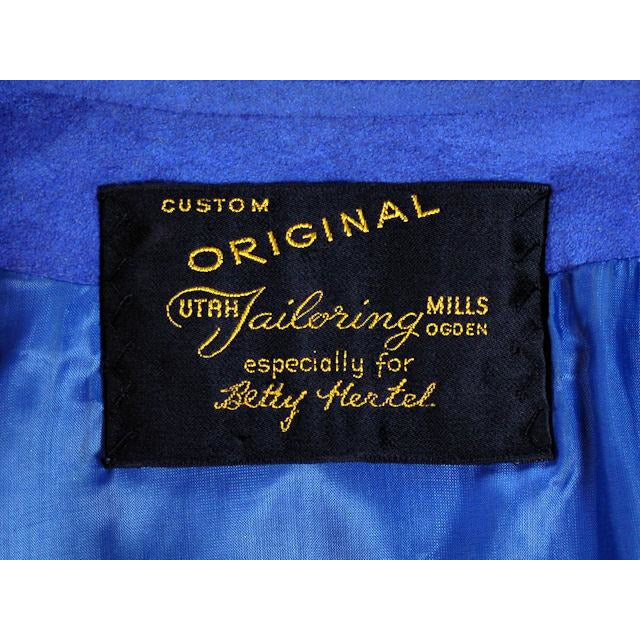 CUSTOM
ORIGINAL
UTAH Tailoring MILLS
OGDEN
especially for
Betty Hertel